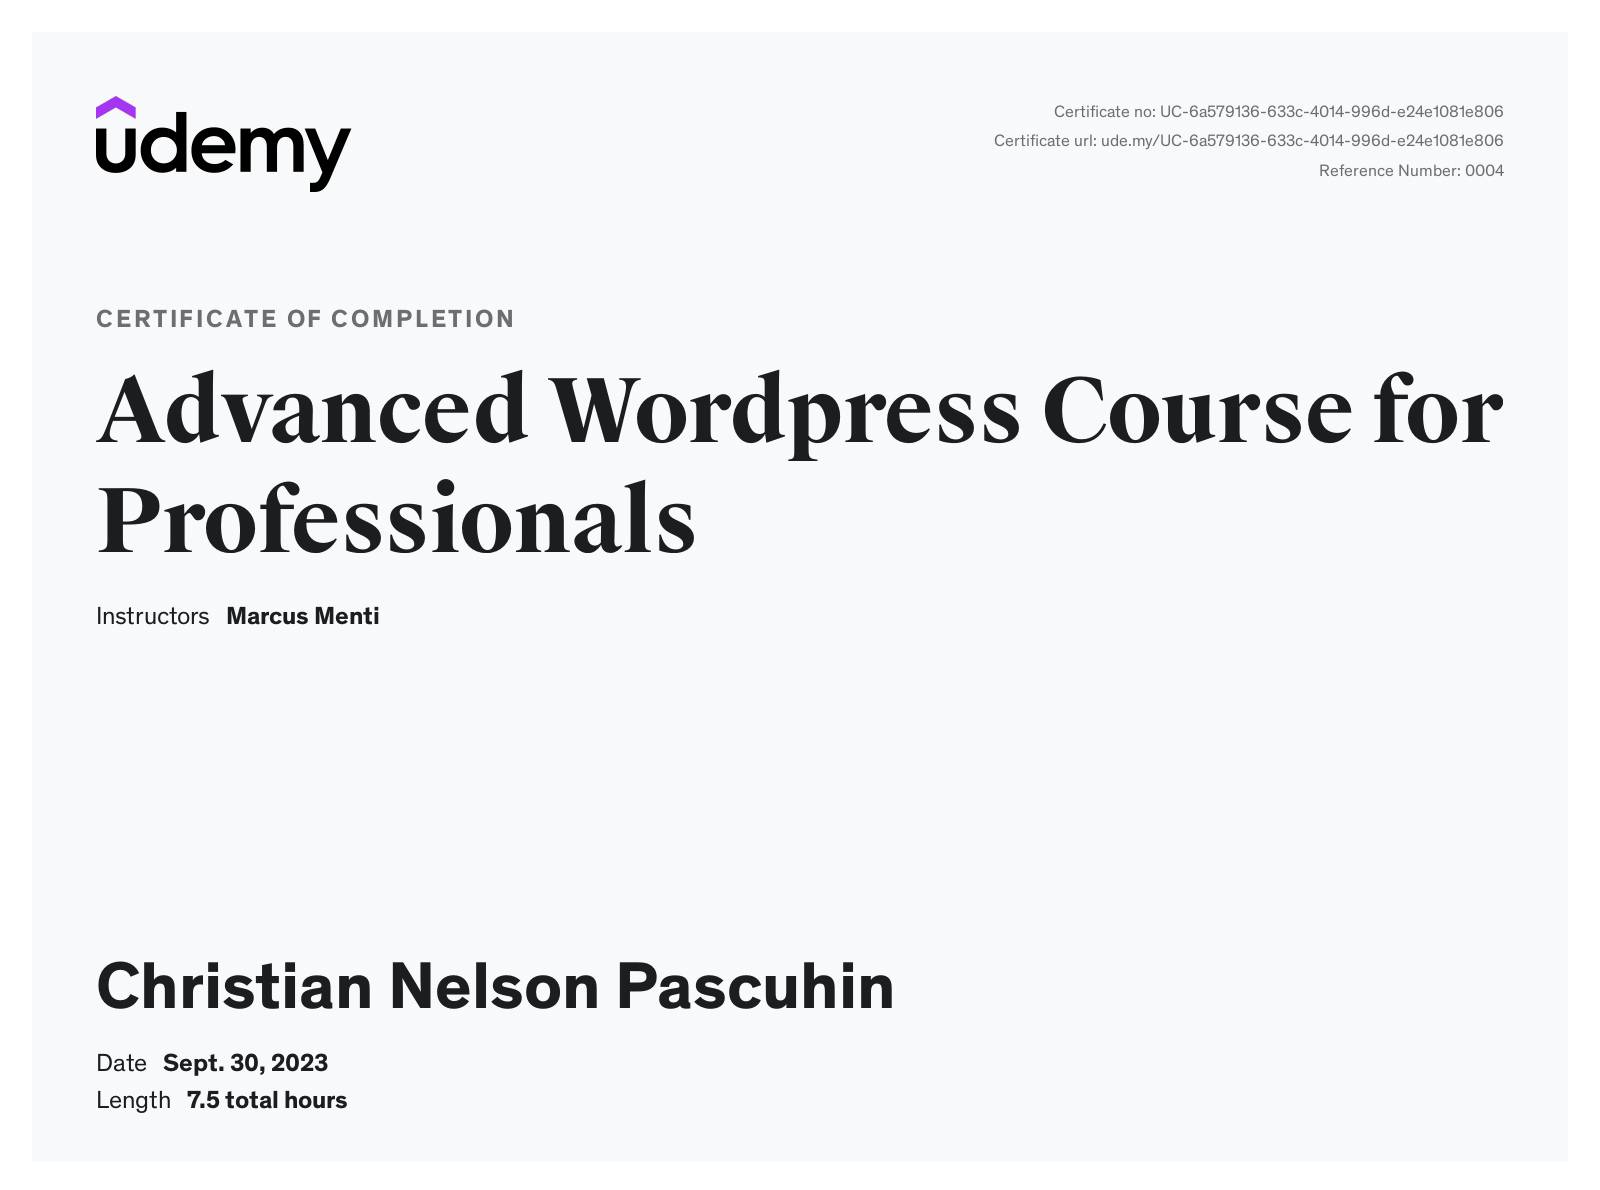 udemy
Certificate no: UC-6a579136-633c-4014-996d-e24e1081e806
Certificate url: ude.my/UC-6a579136-633c-4014-996d-e24e1081e806
Reference Number: 0004
CERTIFICATE OF COMPLETION
Advanced Wordpress Course for
Professionals
Instructors Marcus Menti
Christian Nelson Pascuhin
Date Sept. 30, 2023
Length 7.5 total hours